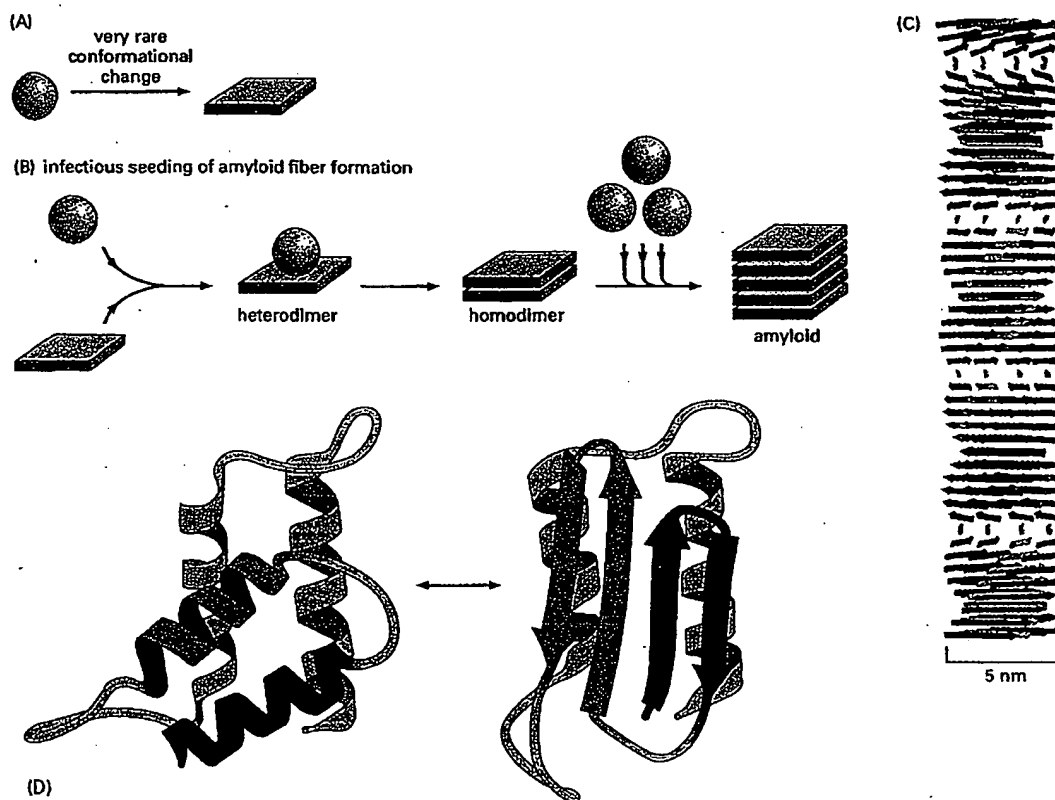 (A)
very rare
conformational
change
(B) infectious seeding of amyloid fiber formation
heterodimer
homodimer
amyloid
(C)
5 nm
(D)